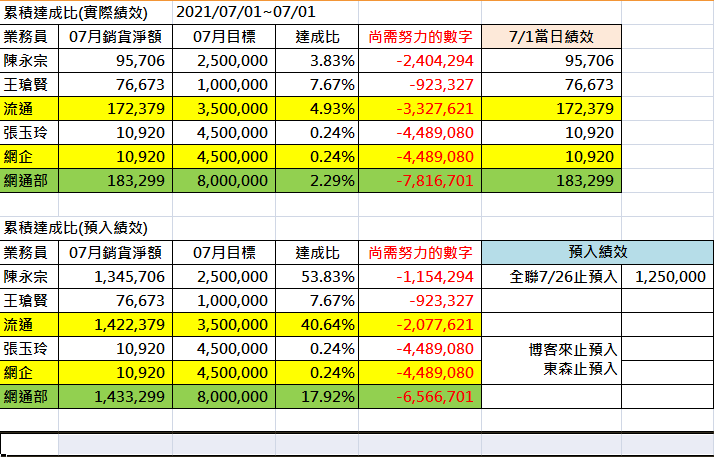 累積達成比(實際績效) 2021/07/01~07/01
業務員 07月銷貨淨額 07月目標 達成比 尚需努力的數字 7/1當日績效
陳永宗 95,706 2,500,000 3.83% -2,404,294 95,706
王瑲賢 76,673 1,000,000 7.67% -923,327 76,673
流通 172,379 3,500,000 4.93% -3,327,621 172,379
張玉玲 10,920 4,500,000 0.24% -4,489,080 10,920
網企 10,920 4,500,000 0.24% -4,489,080 10,920
網通部 183,299 8,000,000 2.29% -7,816,701 183,299
累積達成比(預入績效)
業務員 07月銷貨淨額 07月目標 達成比 尚需努力的數字 預入績效
陳永宗 1,345,706 2,500,000 53.83% -1,154,294 全聯7/26止預入 1,250,000
王瑲賢 76,673 1,000,000 7.67% -923,327
流通 1,422,379 3,500,000 40.64% -2,077,621
張玉玲 10,920 4,500,000 0.24% -4,489,080 博客來止預入
網企 10,920 4,500,000 0.24% -4,489,080 東森止預入
網通部 1,433,299 8,000,000 17.92% -6,566,701